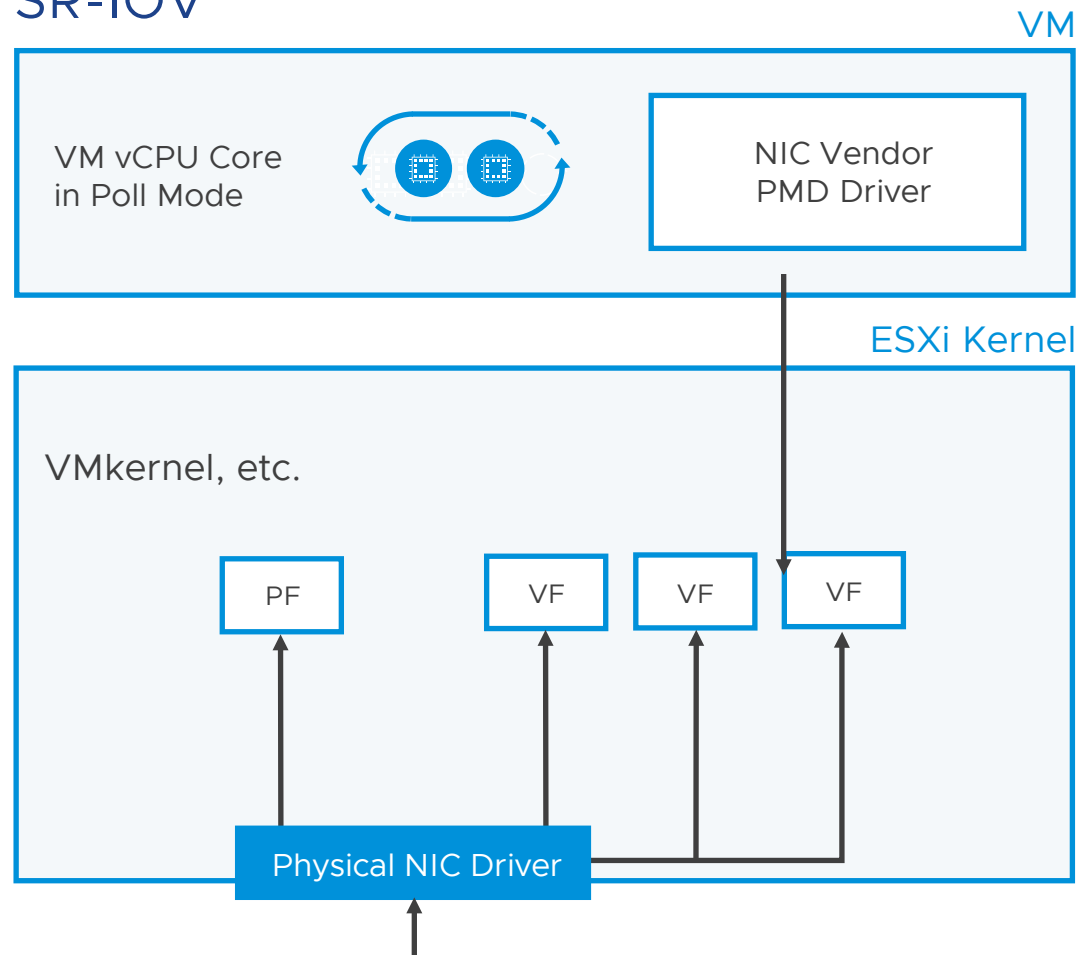 SR-IOV
VM
VM vCPU Core
in Poll Mode
NIC Vendor
PMD Driver
ESXi Kernel
VMkernel, etc.
PF
VF
VF
VF
Physical NIC Driver